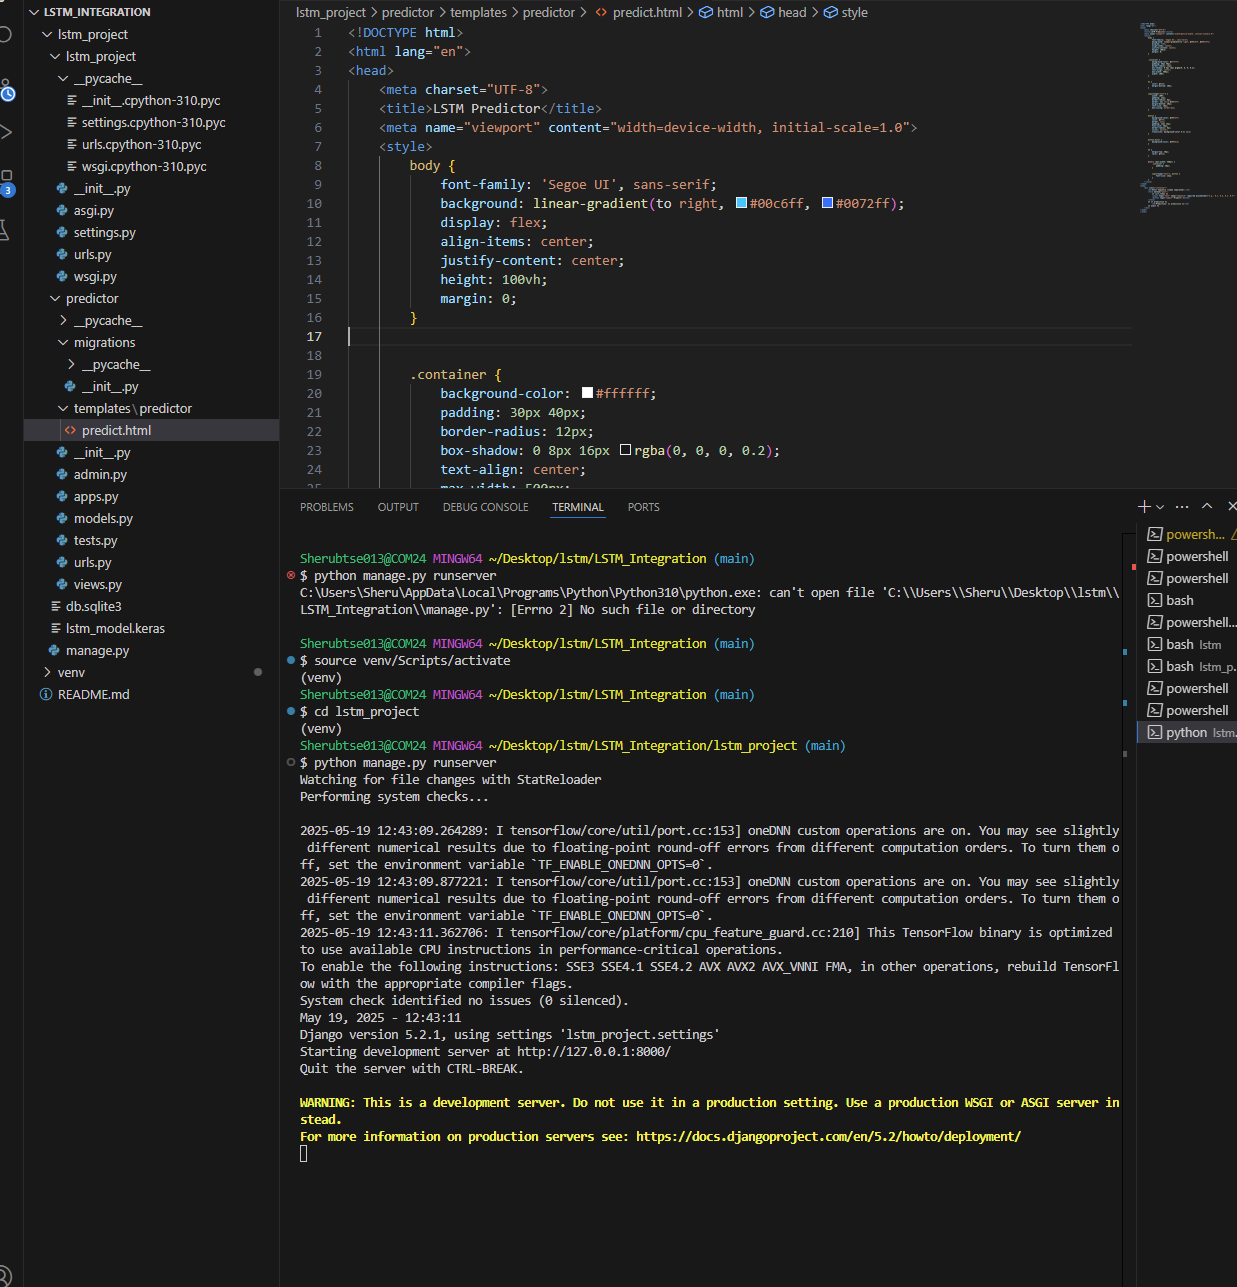 LSTM_INTEGRATION
lstm_project
lstm_project
__pycache__
__init__.cpython-310.pyc
settings.cpython-310.pyc
urls.cpython-310.pyc
wsgi.cpython-310.pyc
__init__.py
asgi.py
settings.py
urls.py
wsgi.py
predictor
__pycache__
migrations
__pycache__
__init__.py
templates\predictor
predict.html
__init__.py
admin.py
apps.py
models.py
tests.py
urls.py
views.py
db.sqlite3
lstm_model.keras
manage.py
venv
README.md
3
lstm_project > predictor > templates > predictor > <> predict.html > html > head > style
1 <!DOCTYPE html>
2 <html lang="en">
3 <head>
4 <meta charset="UTF-8">
5 <title>LSTM Predictor</title>
6 <meta name="viewport" content="width=device-width, initial-scale=1.0">
7 <style>
8 body {
9 font-family: 'Segoe UI', sans-serif;
10 background: linear-gradient(to right, #00c6ff, #0072ff);
11 display: flex;
12 align-items: center;
13 justify-content: center;
14 height: 100vh;
15 margin: 0;
16 }
17
18
19 .container {
20 background-color: #ffffff;
21 padding: 30px 40px;
22 border-radius: 12px;
23 box-shadow: 0 8px 16px rgba(0, 0, 0, 0.2);
24 text-align: center;
25 max-width: 500px;
PROBLEMS OUTPUT DEBUG CONSOLE TERMINAL PORTS
Sherubtse013@COM24 MINGW64 ~/Desktop/lstm/LSTM_Integration (main)
$ python manage.py runserver
C:\Users\Sheru\AppData\Local\Programs\Python\Python310\python.exe: can't open file 'C:\\Users\\Sheru\\Desktop\\lstm\\
LSTM_Integration\\manage.py': [Errno 2] No such file or directory
Sherubtse013@COM24 MINGW64 ~/Desktop/lstm/LSTM_Integration (main)
$ source venv/Scripts/activate
(venv)
Sherubtse013@COM24 MINGW64 ~/Desktop/lstm/LSTM_Integration (main)
$ cd lstm_project
(venv)
Sherubtse013@COM24 MINGW64 ~/Desktop/lstm/LSTM_Integration/lstm_project (main)
$ python manage.py runserver
Watching for file changes with StatReloader
Performing system checks...
2025-05-19 12:43:09.264289: I tensorflow/core/util/port.cc:153] oneDNN custom operations are on. You may see slightly
different numerical results due to floating-point round-off errors from different computation orders. To turn them o
ff, set the environment variable `TF_ENABLE_ONEDNN_OPTS=0`.
2025-05-19 12:43:09.877221: I tensorflow/core/util/port.cc:153] oneDNN custom operations are on. You may see slightly
different numerical results due to floating-point round-off errors from different computation orders. To turn them o
ff, set the environment variable `TF_ENABLE_ONEDNN_OPTS=0`.
2025-05-19 12:43:11.362706: I tensorflow/core/platform/cpu_feature_guard.cc:210] This TensorFlow binary is optimized
to use available CPU instructions in performance-critical operations.
To enable the following instructions: SSE3 SSE4.1 SSE4.2 AVX AVX2 AVX_VNNI FMA, in other operations, rebuild TensorFl
ow with the appropriate compiler flags.
System check identified no issues (0 silenced).
May 19, 2025 - 12:43:11
Django version 5.2.1, using settings 'lstm_project.settings'
Starting development server at http://127.0.0.1:8000/
Quit the server with CTRL-BREAK.
WARNING: This is a development server. Do not use it in a production setting. Use a production WSGI or ASGI server in
stead.
For more information on production servers see: https://docs.djangoproject.com/en/5.2/howto/deployment/
powersh...
powershell
powershell
bash
powershell...
bash lstm
bash lstm_p...
powershell
powershell
python lstm...